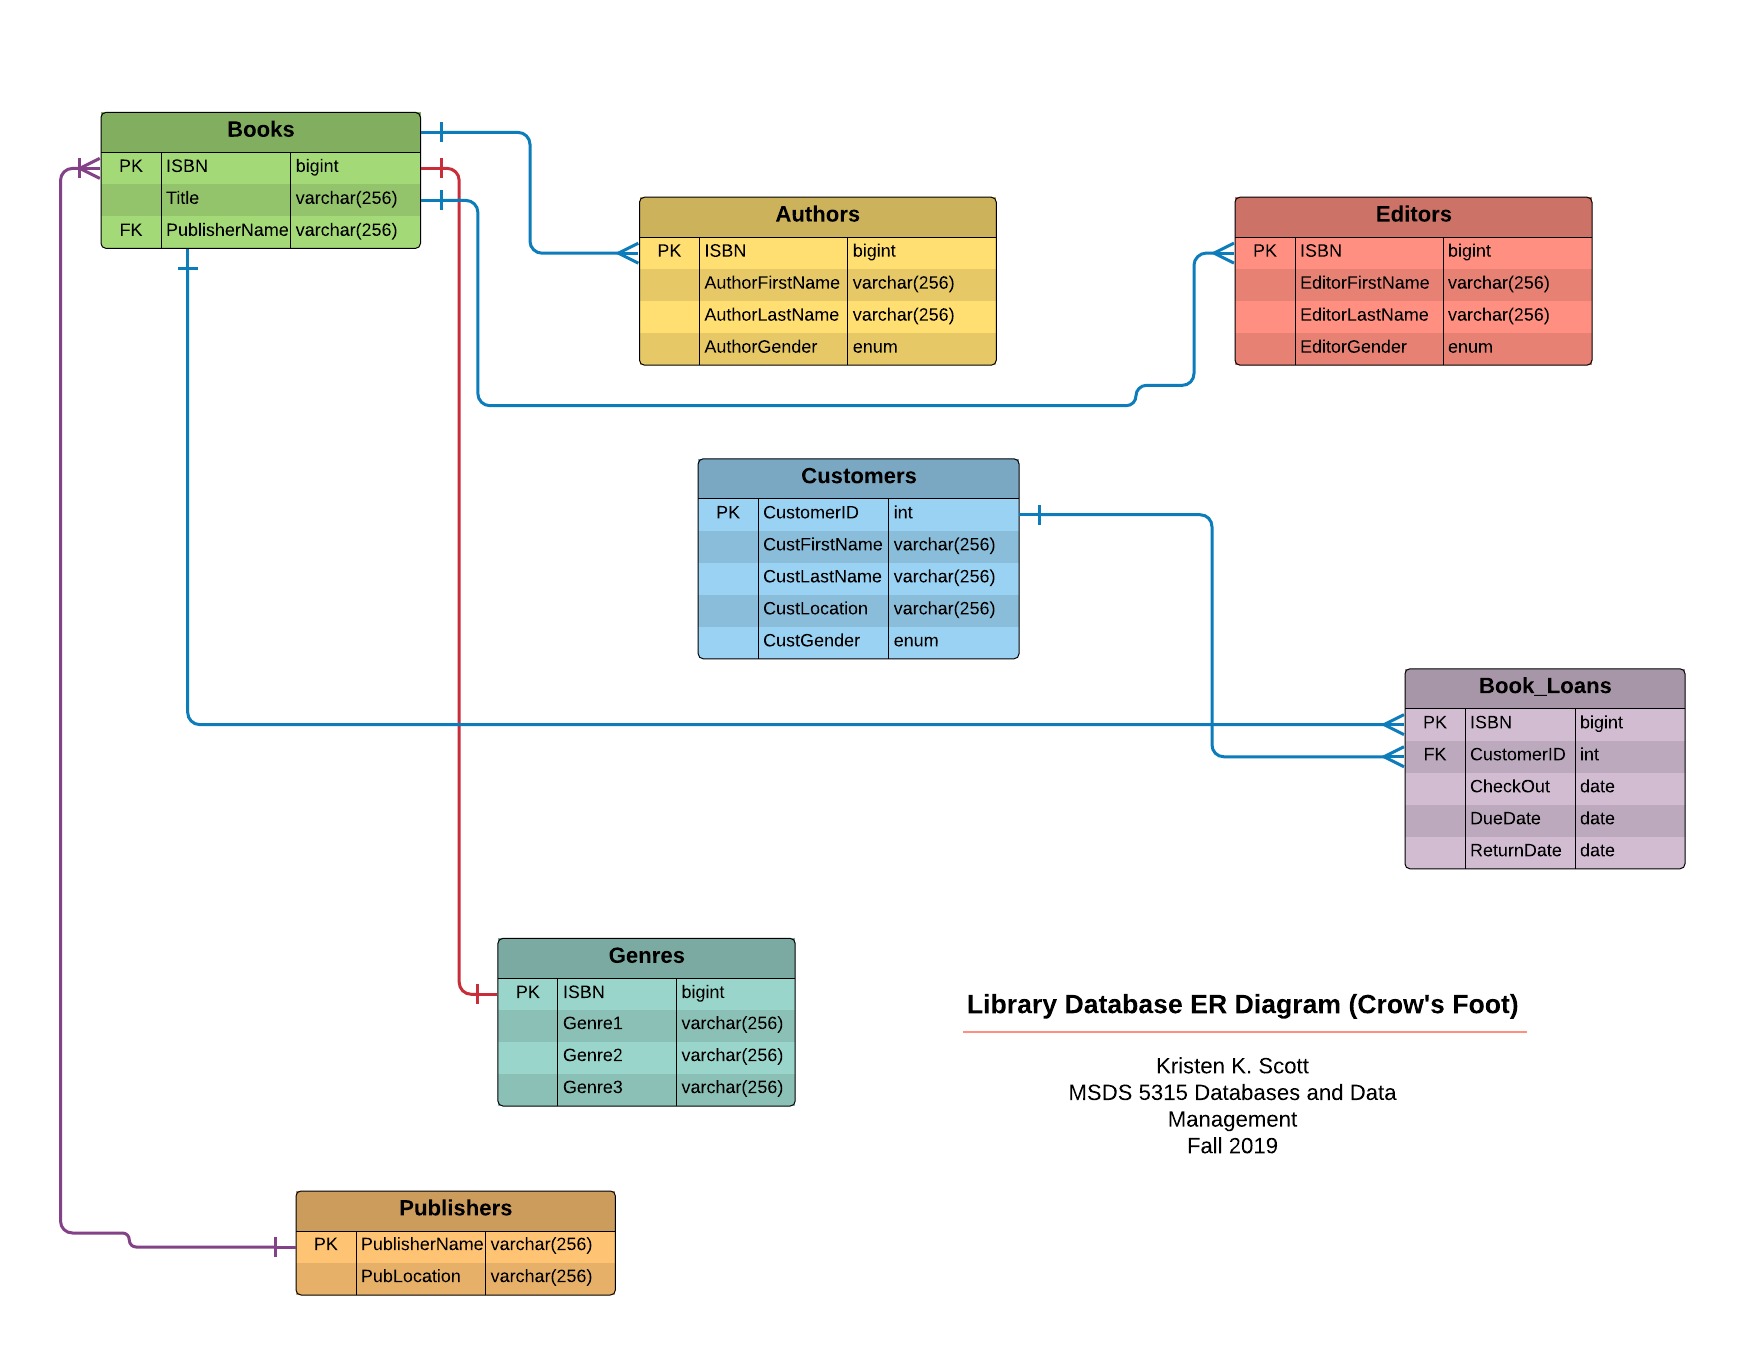 Books
PK ISBN bigint
Title varchar(256)
FK PublisherName varchar(256)
Authors
PK ISBN bigint
AuthorFirstName varchar(256)
AuthorLastName varchar(256)
AuthorGender enum
Editors
PK ISBN bigint
EditorFirstName varchar(256)
EditorLastName varchar(256)
EditorGender enum
Customers
PK CustomerID int
CustFirstName varchar(256)
CustLastName varchar(256)
CustLocation varchar(256)
CustGender enum
Book_Loans
PK ISBN bigint
FK CustomerID int
CheckOut date
DueDate date
ReturnDate date
Genres
PK ISBN bigint
Genre1 varchar(256)
Genre2 varchar(256)
Genre3 varchar(256)
Library Database ER Diagram (Crow's Foot)
Kristen K. Scott
MSDS 5315 Databases and Data
Management
Fall 2019
Publishers
PK PublisherName varchar(256)
PubLocation varchar(256)